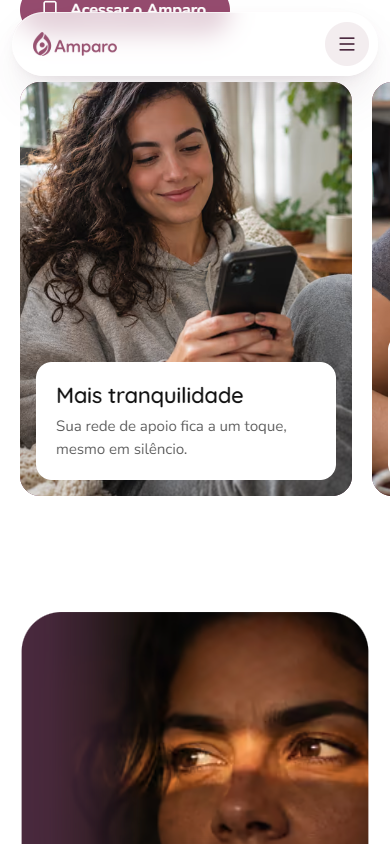 Acessar o Amparo
Amparo
Mais tranquilidade
Sua rede de apoio fica a um toque,
mesmo em silêncio.